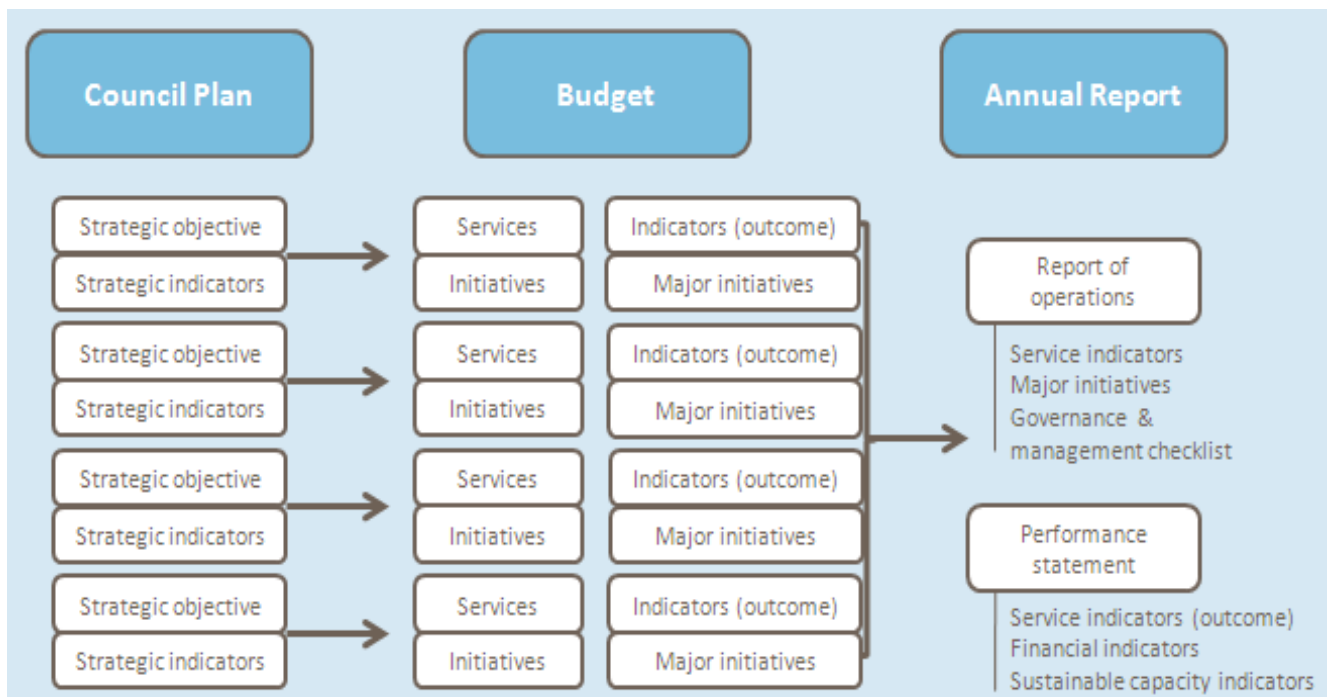 Council Plan
Budget
Annual Report
Strategic objective
Strategic indicators
Services
Initiatives
Indicators (outcome)
Major initiatives
Strategic objective
Strategic indicators
Services
Initiatives
Indicators (outcome)
Major initiatives
Strategic objective
Strategic indicators
Services
Initiatives
Indicators (outcome)
Major initiatives
Strategic objective
Strategic indicators
Services
Initiatives
Indicators (outcome)
Major initiatives
Report of
operations
Service indicators
Major initiatives
Governance &
management checklist
Performance
statement
Service indicators (outcome)
Financial indicators
Sustainable capacity indicators